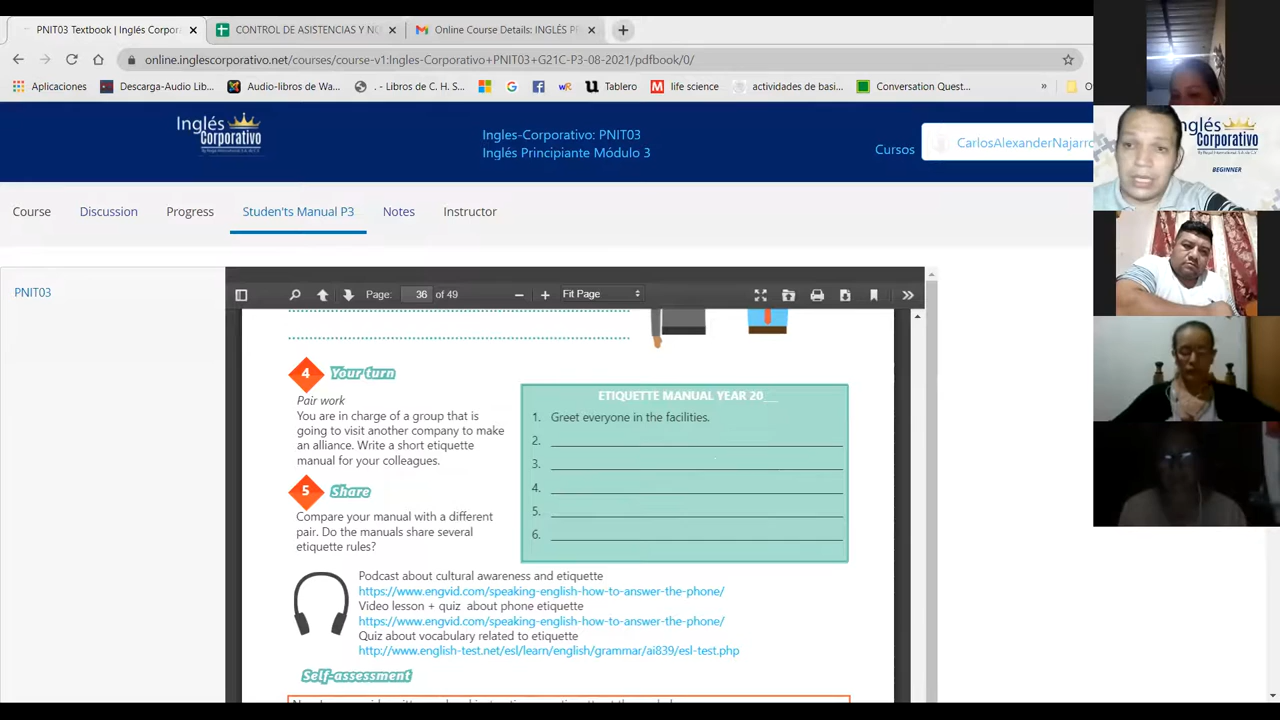 PNIT03 Textbook | Inglés Corpor
CONTROL DE ASISTENCIAS Y NO
Online Course Details: INGLÉS P
online.inglescorporativo.net/courses/course-v1:Ingles-Corporativo+PNIT03+G21C-P3-08-2021/pdfbook/0/
Aplicaciones
Descarga-Audio Lib...
Audio-libros de Wa...
- Libros de C. H. S...
G
wR
Tablero
life science
actividades de basi...
Conversation Quest...
»
Inglés
Corporativo
Ingles-Corporativo: PNIT03
Inglés Principiante Módulo 3
Cursos
CarlosAlexanderNajarro
Inglés
Corporativo
BEGINNER
Course
Discussion
Progress
Studen'ts Manual P3
Notes
Instructor
PNIT03
Page:
36
of 49
Fit Page
4
Your turn
Pair work
You are in charge of a group that is
going to visit another company to make
an alliance. Write a short etiquette
manual for your colleagues.
ETIQUETTE MANUAL YEAR 20__
1. Greet everyone in the facilities.
2.
3.
4.
5.
6.
5
Share
Compare your manual with a different
pair. Do the manuals share several
etiquette rules?
Podcast about cultural awareness and etiquette
https://www.engvid.com/speaking-english-how-to-answer-the-phone/
Video lesson + quiz about phone etiquette
https://www.engvid.com/speaking-english-how-to-answer-the-phone/
Quiz about vocabulary related to etiquette
http://www.english-test.net/esl/learn/english/grammar/ai839/esl-test.php
Self-assessment